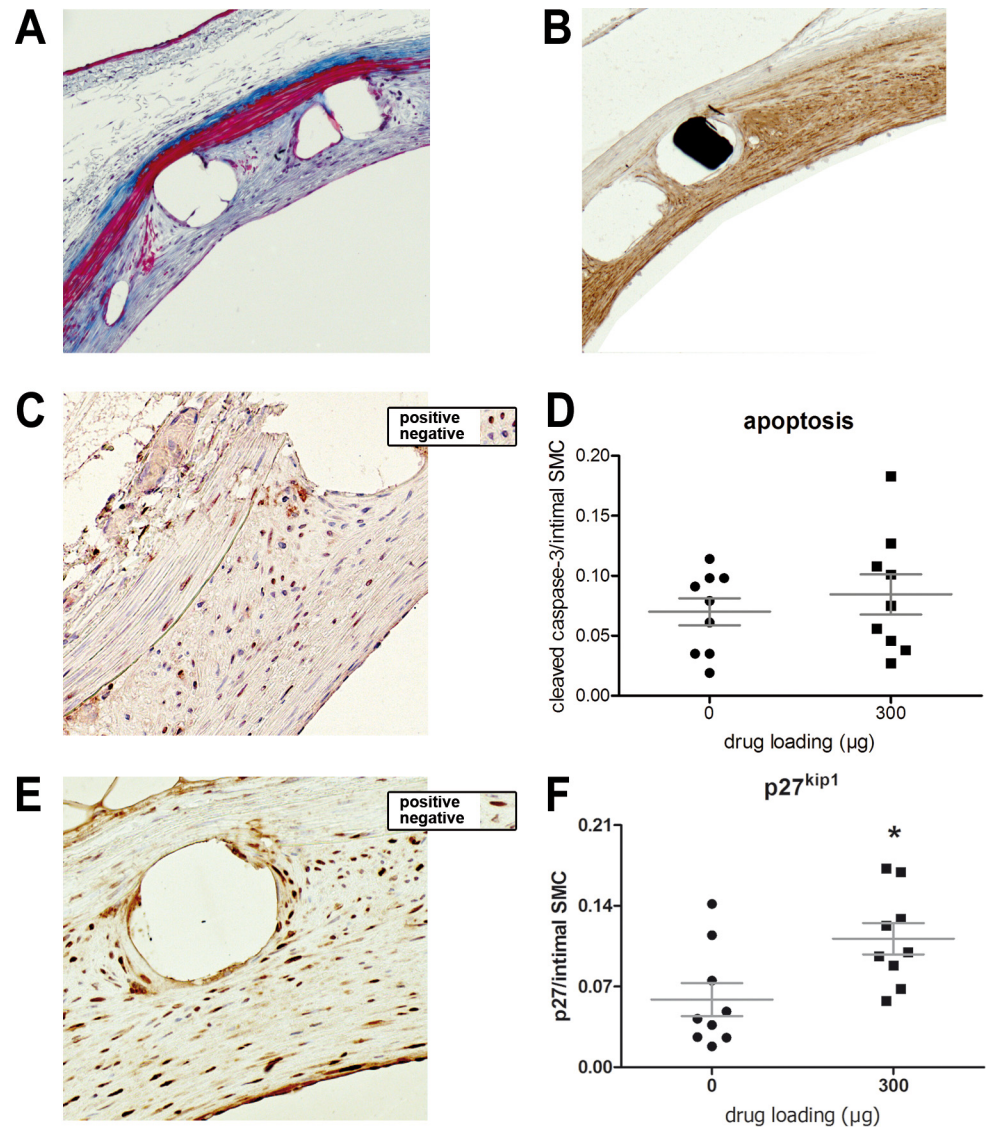 A
B
C
positive
negative
D
apoptosis
cleaved caspase-3/intimal SMC
0.20
0.15
0.10
0.05
0.00
0
300
drug loading (µg)
E
positive
negative
F
p27kip1
p27/intimal SMC
0.21
*
0.14
0.07
0.00
0
300
drug loading (µg)